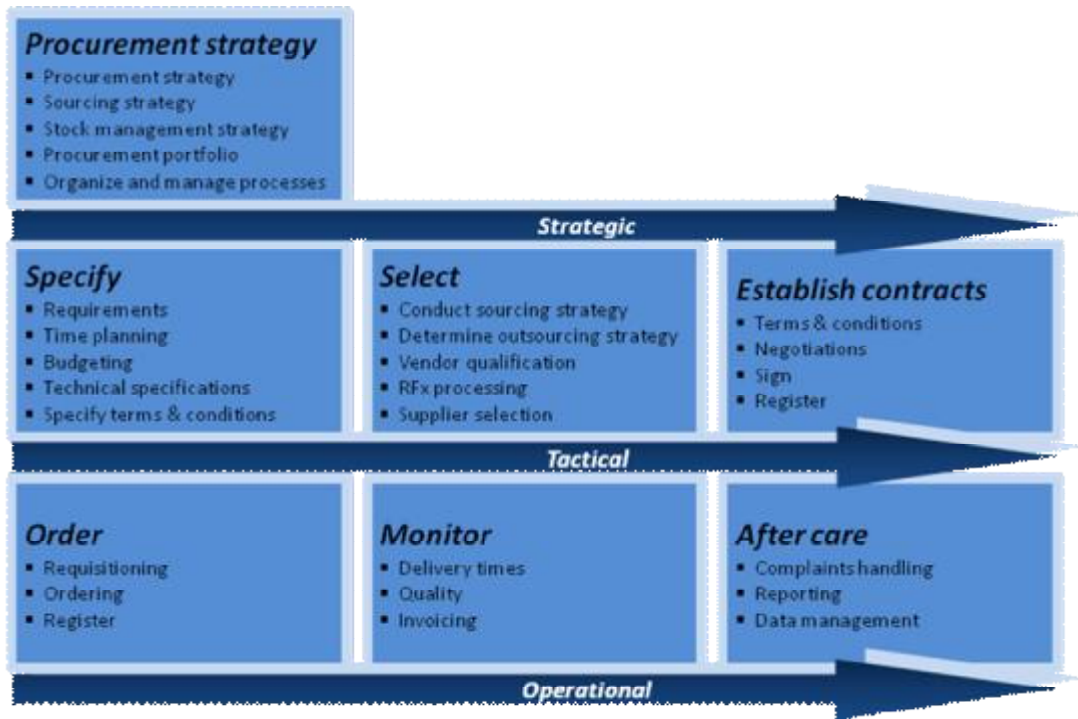 Procurement strategy
▪ Procurement strategy
▪ Sourcing strategy
▪ Stock management strategy
▪ Procurement portfolio
▪ Organize and manage processes
Strategic
Specify
▪ Requirements
▪ Time planning
▪ Budgeting
▪ Technical specifications
▪ Specify terms & conditions
Select
▪ Conduct sourcing strategy
▪ Determine outsourcing strategy
▪ Vendor qualification
▪ RFx processing
▪ Supplier selection
Establish contracts
▪ Terms & conditions
▪ Negotiations
▪ Sign
▪ Register
Tactical
Order
▪ Requisitioning
▪ Ordering
▪ Register
Monitor
▪ Delivery times
▪ Quality
▪ Invoicing
After care
▪ Complaints handling
▪ Reporting
▪ Data management
Operational